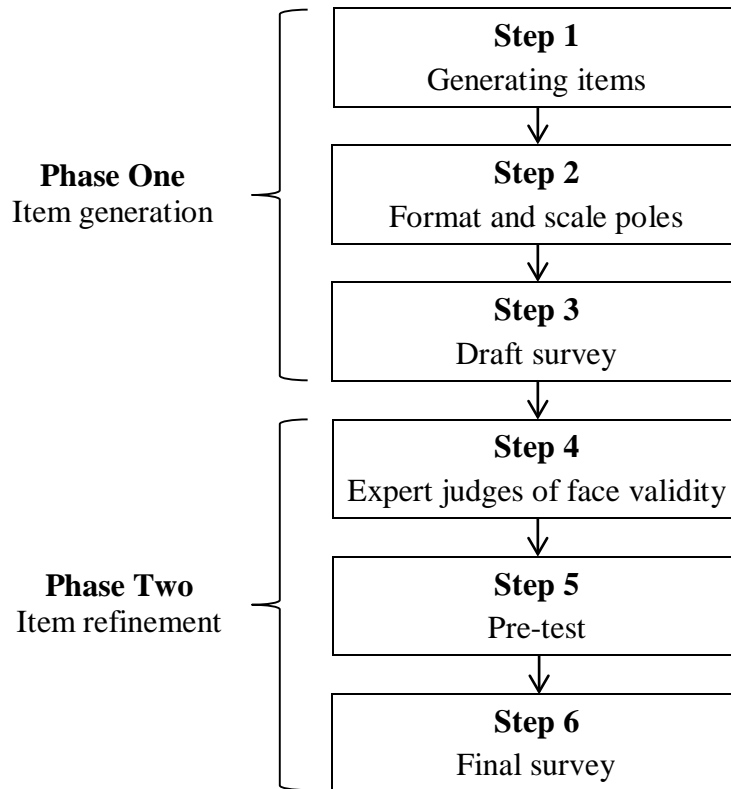 Step 1
Generating items
Phase One
Item generation
Step 2
Format and scale poles
Step 3
Draft survey
Step 4
Expert judges of face validity
Phase Two
Item refinement
Step 5
Pre-test
Step 6
Final survey